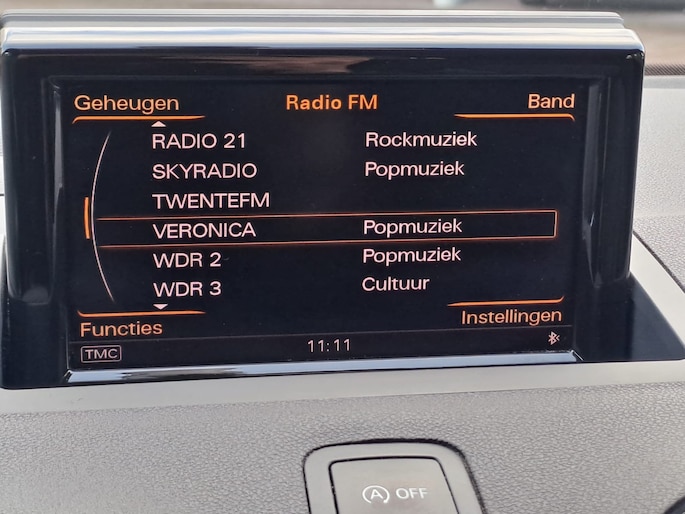 Geheugen Radio FM Band
RADIO 21 Rockmuziek
SKYRADIO Popmuziek
TWENTEFM
VERONICA Popmuziek
WDR 2 Popmuziek
WDR 3 Cultuur
Functies Instellingen
TMC 11:11
A OFF